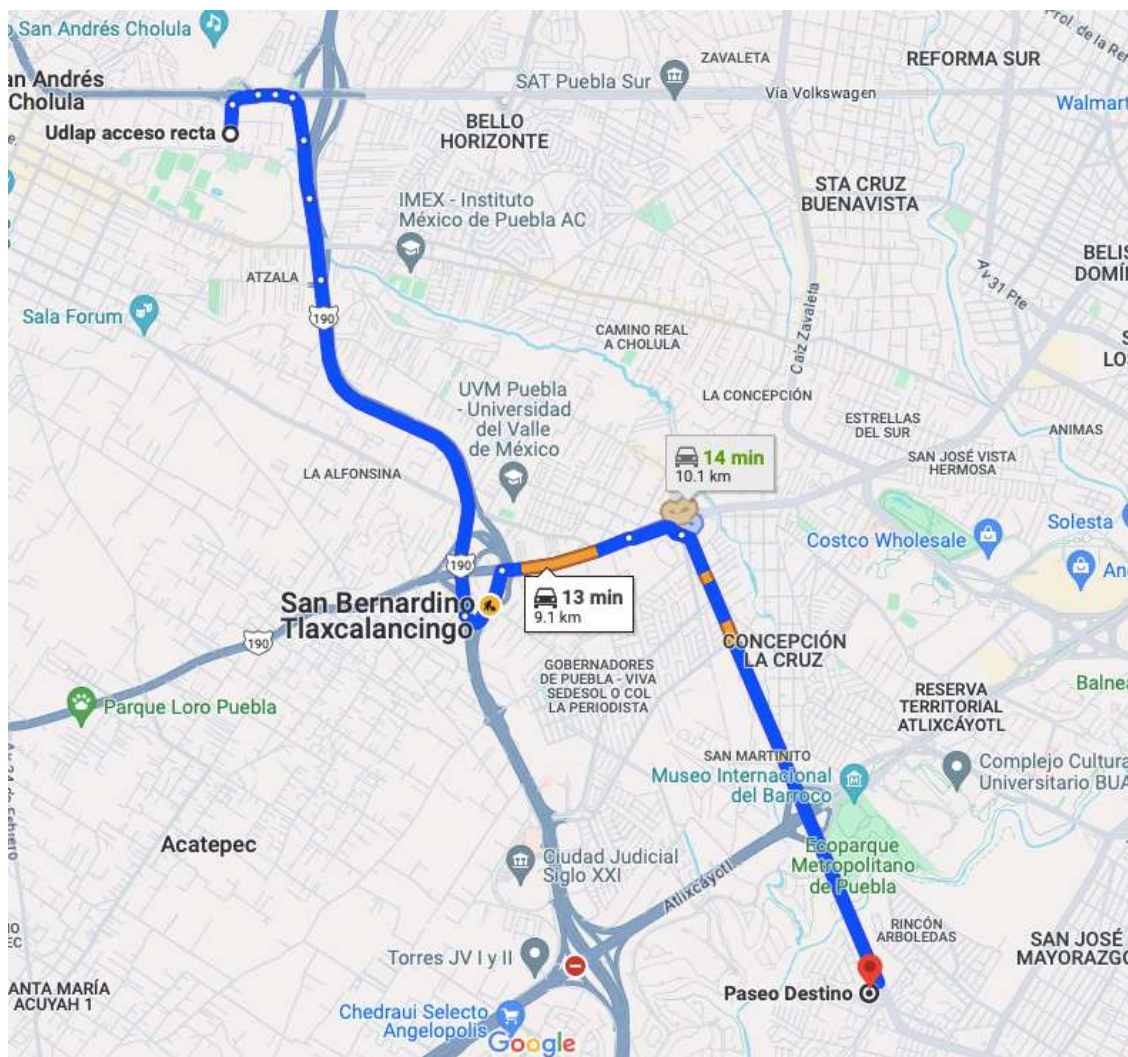 San Andrés Cholula
ZAVALETA
REFORMA SUR
SAT Puebla Sur
an Andrés
Cholula
Vía Volkswagen
Walmart
Udlap acceso recta
BELLO
HORIZONTE
STA CRUZ
BUENAVISTA
IMEX - Instituto
México de Puebla AC
ATZALA
Av 31 Pte
190
Sala Forum
CAMINO REAL
A CHOLULA
Calz Zavaleta
UVM Puebla
- Universidad
del Valle
de México
LA CONCEPCIÓN
ESTRELLAS
DEL SUR
ANIMAS
LA ALFONSINA
14 min
10.1 km
SAN JOSÉ VISTA
HERMOSA
Costco Wholesale
Solesta
190
13 min
9.1 km
San Bernardino
Tlaxcalancingo
190
CONCEPCIÓN
LA CRUZ
GOBERNADORES
DE PUEBLA - VIVA
SEDESOL O COL
LA PERIODISTA
RESERVA
TERRITORIAL
ATLIXCÁYOTL
Parque Loro Puebla
SAN MARTINITO
Museo Internacional
del Barroco
Complejo Cultura
Universitario BUA
Acatepec
Ciudad Judicial
Siglo XXI
Atlixcáyotl
Ecoparque
Metropolitano
de Puebla
RINCÓN
ARBOLEDAS
SAN JOSÉ
MAYORAZGO
Torres JV I y II
Paseo Destino
ANTA MARÍA
ACUYAH 1
Chedraui Selecto
Angelopolis
Google